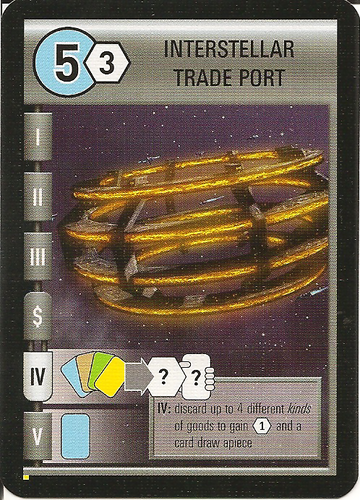 5 3
INTERSTELLAR
TRADE PORT
I
II
III
$
IV
? ?
IV: discard up to 4 different kinds
of goods to gain 1 and a
card draw apiece
V